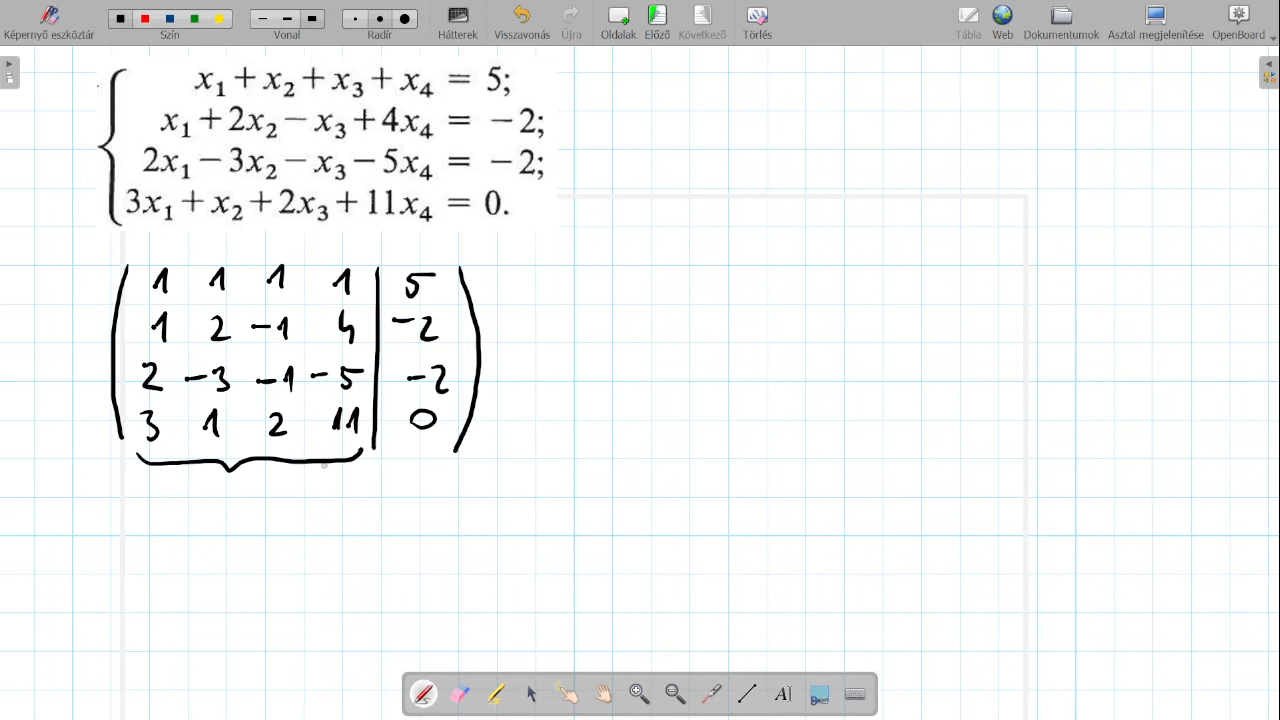 Képernyő eszköztár Szín Vonal Radír Hátterek Visszavonás Újra Oldalak Előző Következő Törlés Tábla Web Dokumentumok Asztal megjelenítése OpenBoard
x₁ + x₂ + x₃ + x₄ = 5;
x₁ + 2x₂ − x₃ + 4x₄ = −2;
2x₁ − 3x₂ − x₃ − 5x₄ = −2;
3x₁ + x₂ + 2x₃ + 11x₄ = 0.
1 1 1 1 | 5
1 2 −1 4 | −2
2 −3 −1 −5 | −2
3 1 2 11 | 0
A